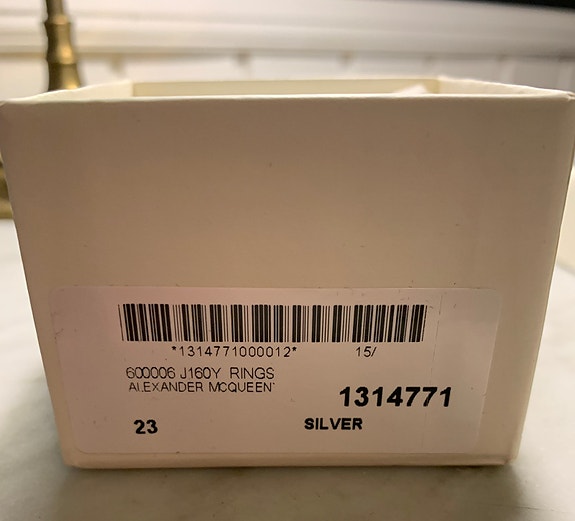 *1314771000012* 15/
600006 J160Y RINGS
ALEXANDER MCQUEEN'
1314771
23 SILVER